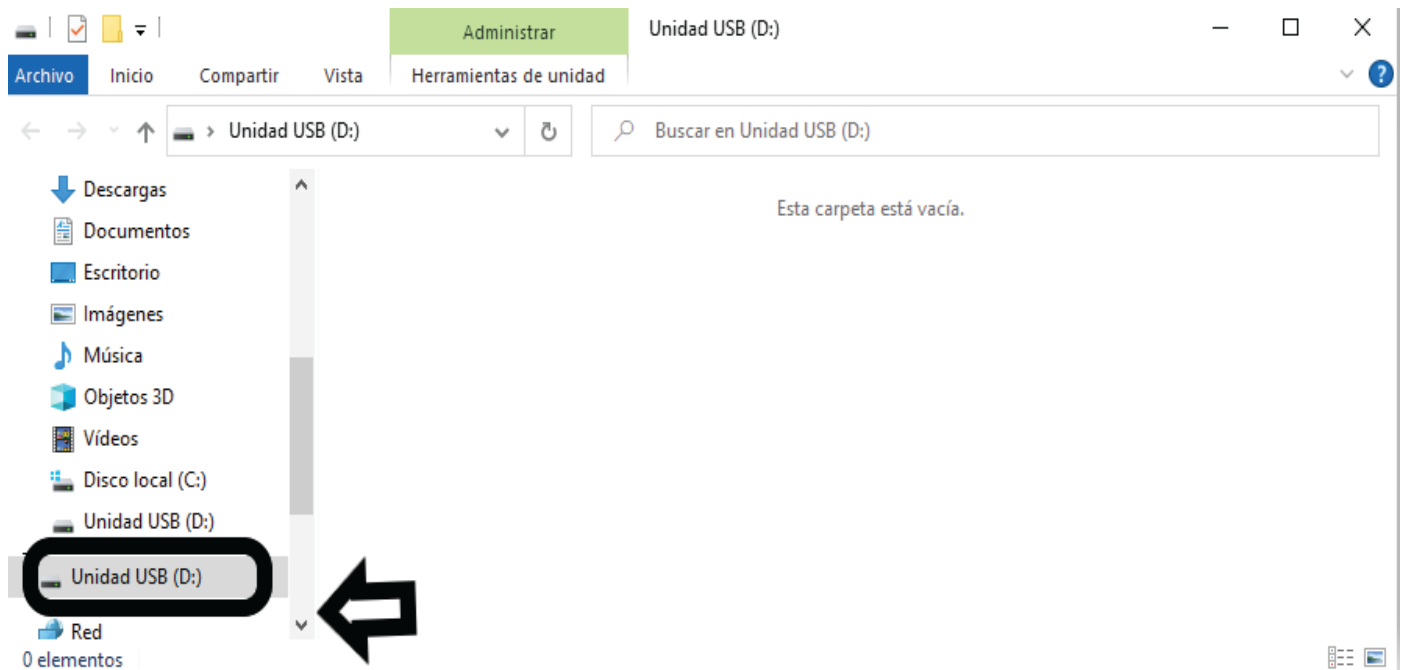 Administrar
Unidad USB (D:)
Archivo Inicio Compartir Vista Herramientas de unidad
Unidad USB (D:)
Buscar en Unidad USB (D:)
Descargas
Documentos
Escritorio
Imágenes
Música
Objetos 3D
Vídeos
Disco local (C:)
Unidad USB (D:)
Unidad USB (D:)
Red
0 elementos
Esta carpeta está vacía.